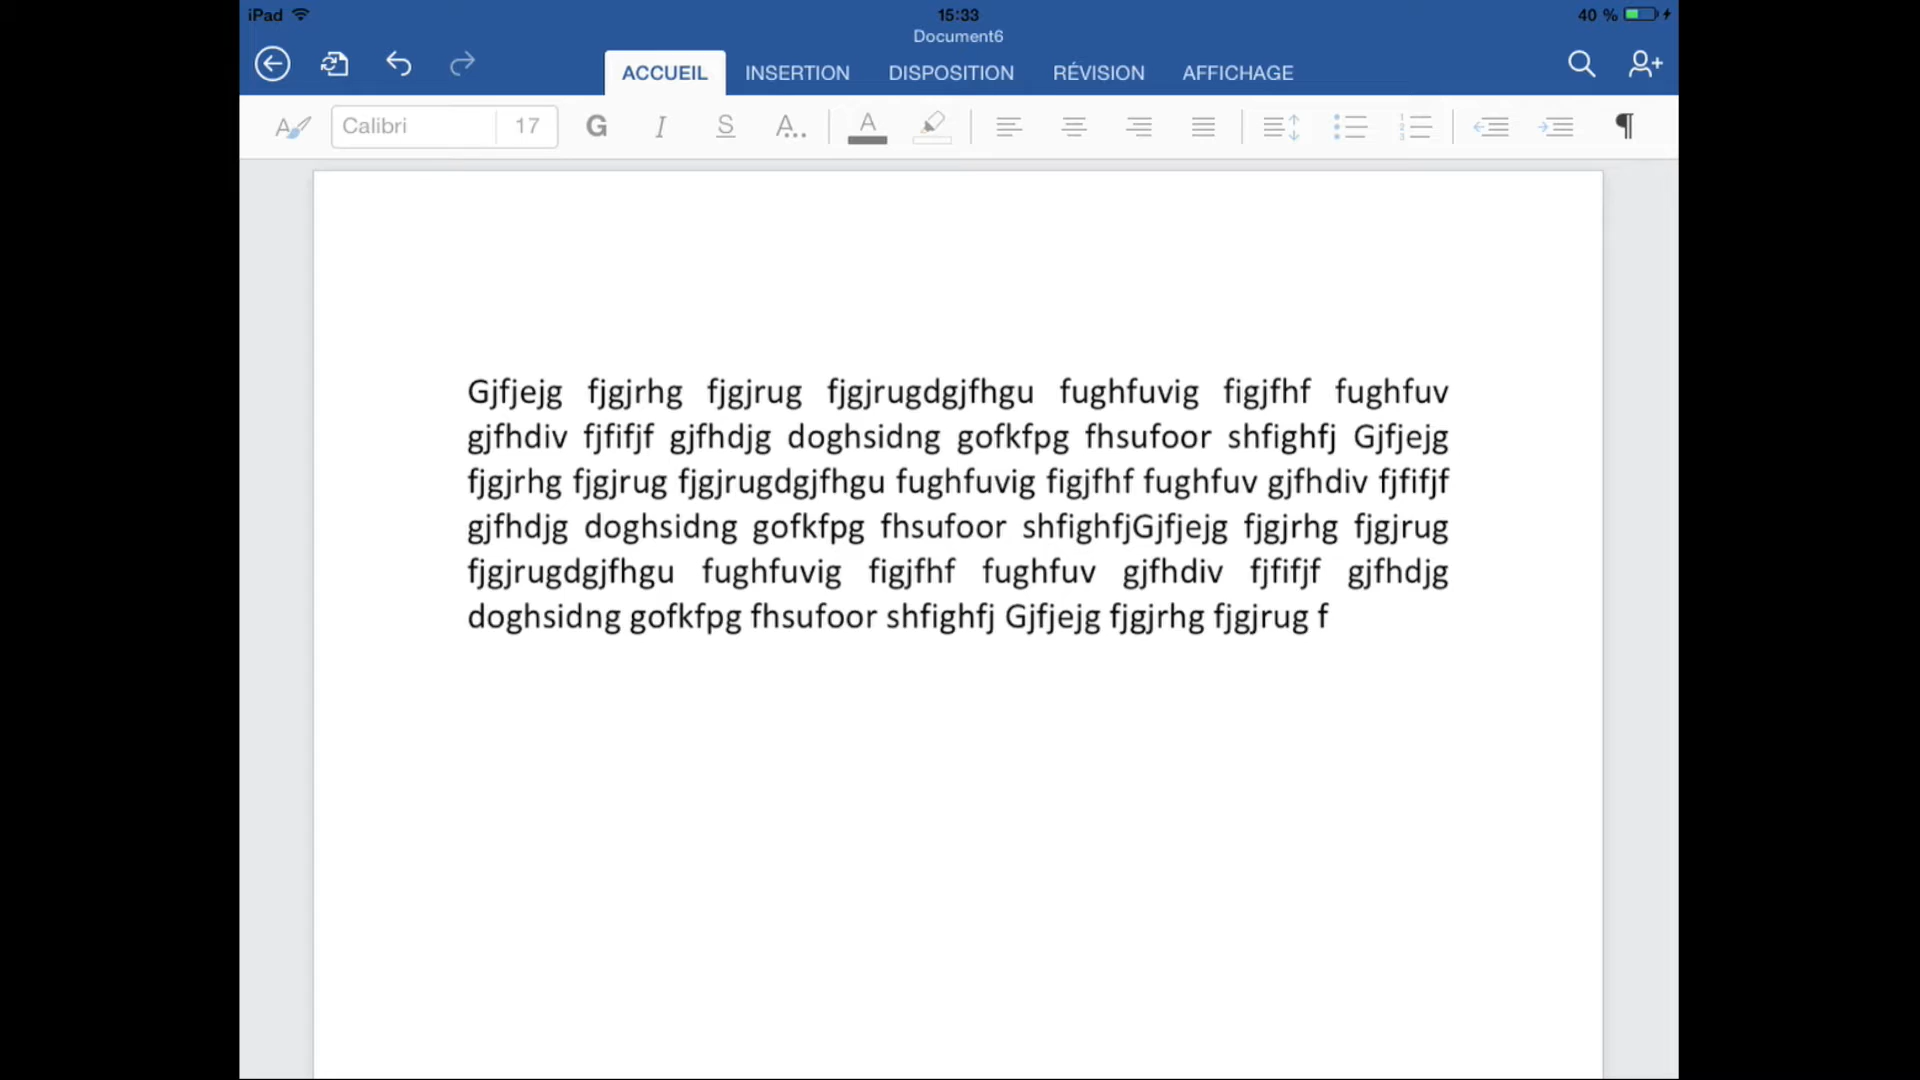 iPad 15:33 40 %
Document6
ACCUEIL INSERTION DISPOSITION RÉVISION AFFICHAGE
Calibri 17 G I S A.. A
Gjfjejg fjgjrhg fjgjrug fjgjrugdgjfhgu fughfuvig figjfhf fughfuv
gjfhdiv fjfifjf gjfhdjg doghsidng gofkfpg fhsufoor shfighfj Gjfjejg
fjgjrhg fjgjrug fjgjrugdgjfhgu fughfuvig figjfhf fughfuv gjfhdiv fjfifjf
gjfhdjg doghsidng gofkfpg fhsufoor shfighfjGjfjejg fjgjrhg fjgjrug
fjgjrugdgjfhgu fughfuvig figjfhf fughfuv gjfhdiv fjfifjf gjfhdjg
doghsidng gofkfpg fhsufoor shfighfj Gjfjejg fjgjrhg fjgjrug f